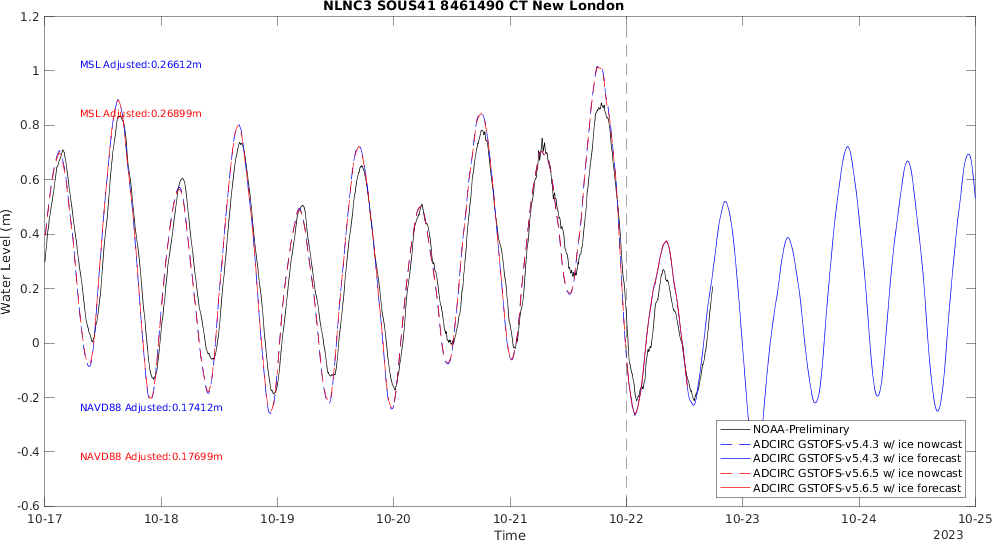 NLNC3 SOUS41 8461490 CT New London
1.2
1
0.8
0.6
0.4
0.2
0
-0.2
-0.4
-0.6
Water Level (m)
MSL Adjusted:0.26612m
MSL Adjusted:0.26899m
NAVD88 Adjusted:0.17412m
NAVD88 Adjusted:0.17699m
NOAA-Preliminary
ADCIRC GSTOFS-v5.4.3 w/ ice nowcast
ADCIRC GSTOFS-v5.4.3 w/ ice forecast
ADCIRC GSTOFS-v5.6.5 w/ ice nowcast
ADCIRC GSTOFS-v5.6.5 w/ ice forecast
10-17 10-18 10-19 10-20 10-21 10-22 10-23 10-24 10-25
Time
2023